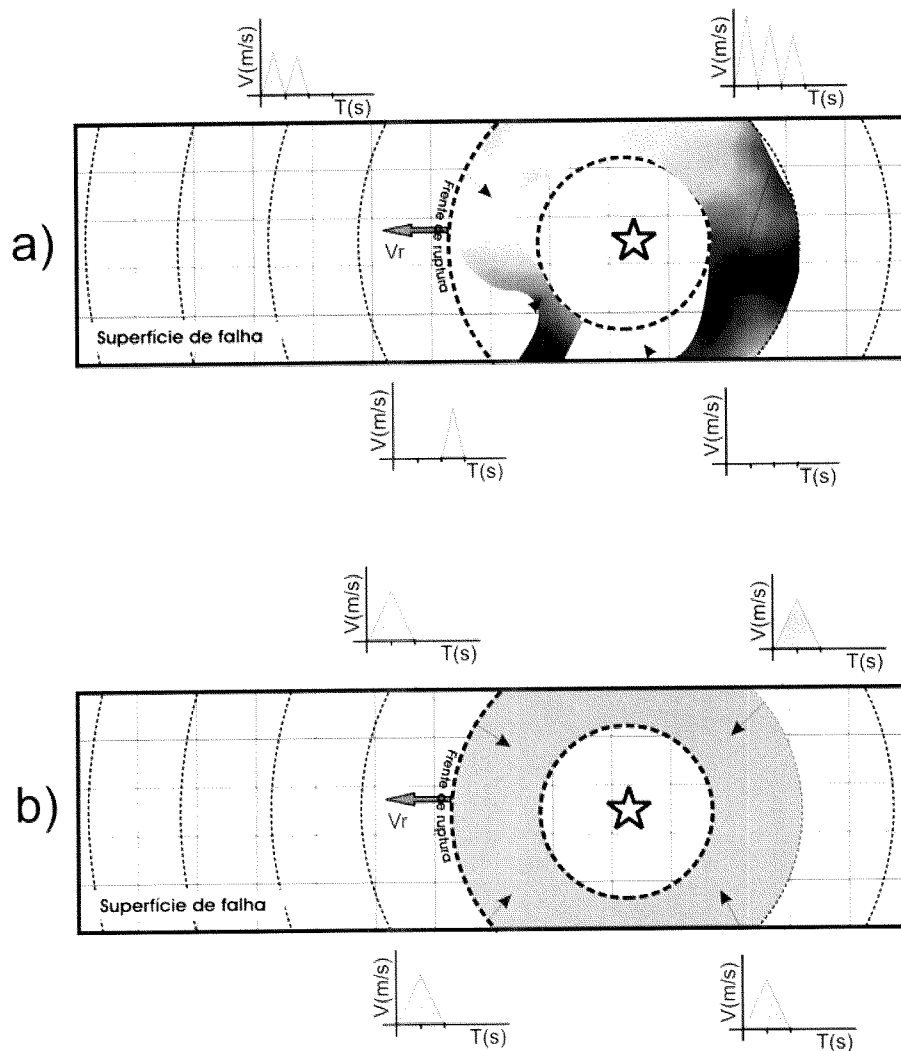 V(m/s)
T(s)
V(m/s)
T(s)
a)
Frente de ruptura
Vr
Superfície de falha
V(m/s)
T(s)
V(m/s)
T(s)
V(m/s)
T(s)
V(m/s)
T(s)
b)
Frente de ruptura
Vr
Superfície de falha
V(m/s)
T(s)
V(m/s)
T(s)